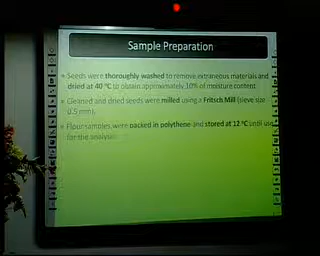 Sample Preparation
Seeds were thoroughly washed to remove extraneous materials and
dried at 40 °C to obtain approximately 10% of moisture content
Cleaned and dried seeds were milled using a Fritsch Mill (sieve size
0.5 mm).
Flour samples were packed in polythene and stored at 12 °C until use
for the analysis.